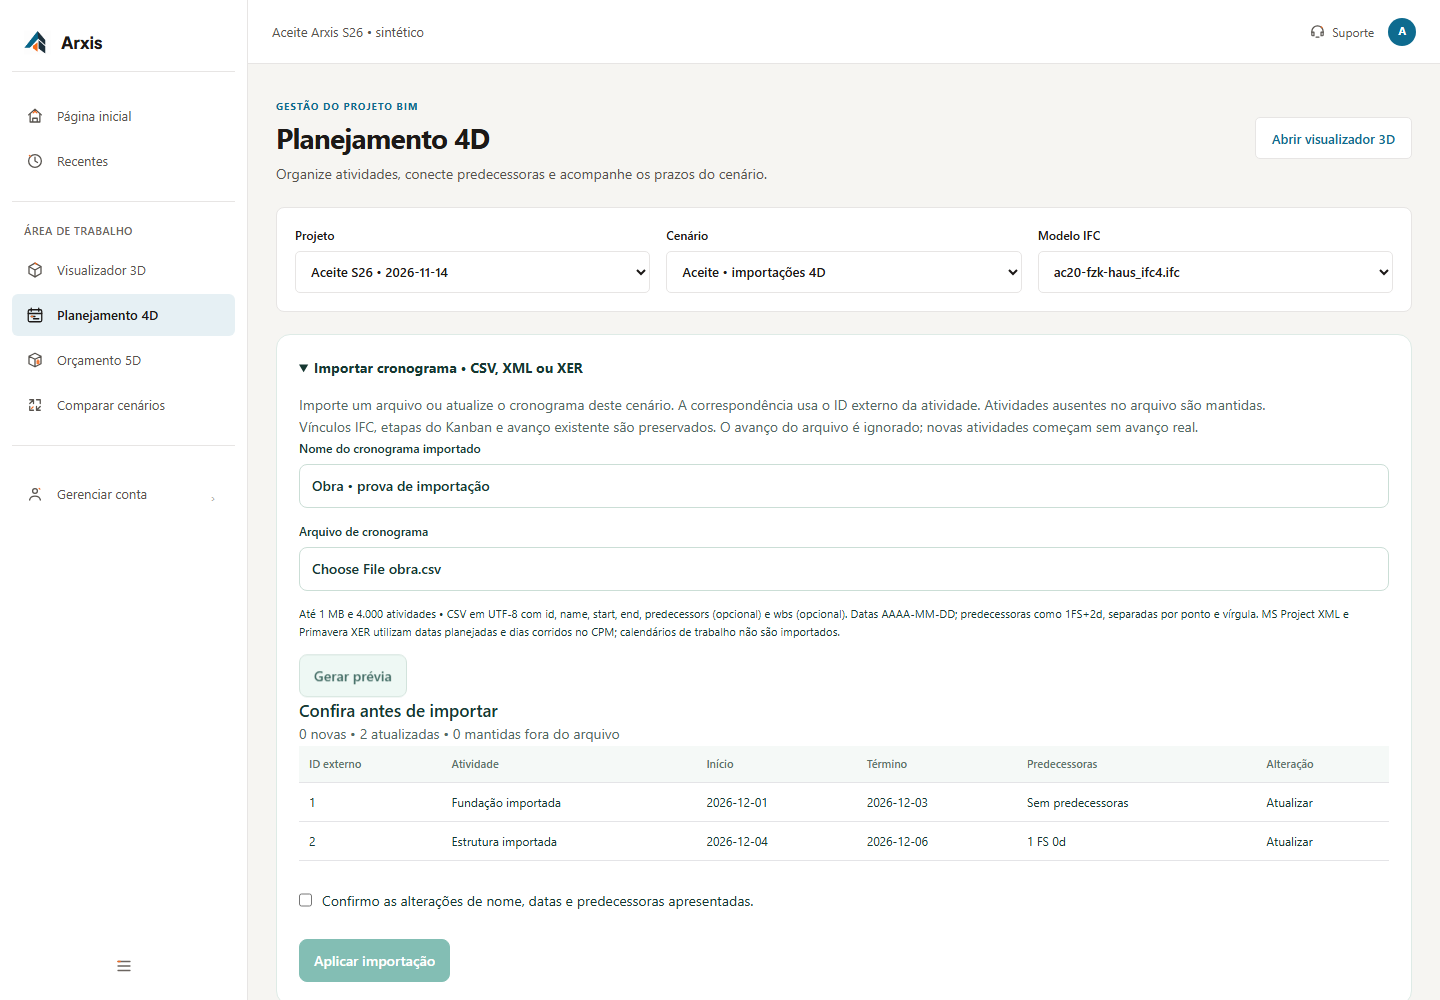 Arxis
Página inicial
Recentes
ÁREA DE TRABALHO
Visualizador 3D
Planejamento 4D
Orçamento 5D
Comparar cenários
Gerenciar conta
Aceite Arxis S26 • sintético
Suporte
A
GESTÃO DO PROJETO BIM
Planejamento 4D
Organize atividades, conecte predecessoras e acompanhe os prazos do cenário.
Abrir visualizador 3D
Projeto Cenário Modelo IFC
Aceite S26 • 2026-11-14 Aceite • importações 4D ac20-fzk-haus_ifc4.ifc
Importar cronograma • CSV, XML ou XER
Importe um arquivo ou atualize o cronograma deste cenário. A correspondência usa o ID externo da atividade. Atividades ausentes no arquivo são mantidas.
Vínculos IFC, etapas do Kanban e avanço existente são preservados. O avanço do arquivo é ignorado; novas atividades começam sem avanço real.
Nome do cronograma importado
Obra • prova de importação
Arquivo de cronograma
Choose File obra.csv
Até 1 MB e 4.000 atividades • CSV em UTF-8 com id, name, start, end, predecessors (opcional) e wbs (opcional). Datas AAAA-MM-DD; predecessoras como 1FS+2d, separadas por ponto e vírgula. MS Project XML e
Primavera XER utilizam datas planejadas e dias corridos no CPM; calendários de trabalho não são importados.
Gerar prévia
Confira antes de importar
0 novas • 2 atualizadas • 0 mantidas fora do arquivo
ID externo Atividade Início Término Predecessoras Alteração
1 Fundação importada 2026-12-01 2026-12-03 Sem predecessoras Atualizar
2 Estrutura importada 2026-12-04 2026-12-06 1 FS 0d Atualizar
Confirmo as alterações de nome, datas e predecessoras apresentadas.
Aplicar importação